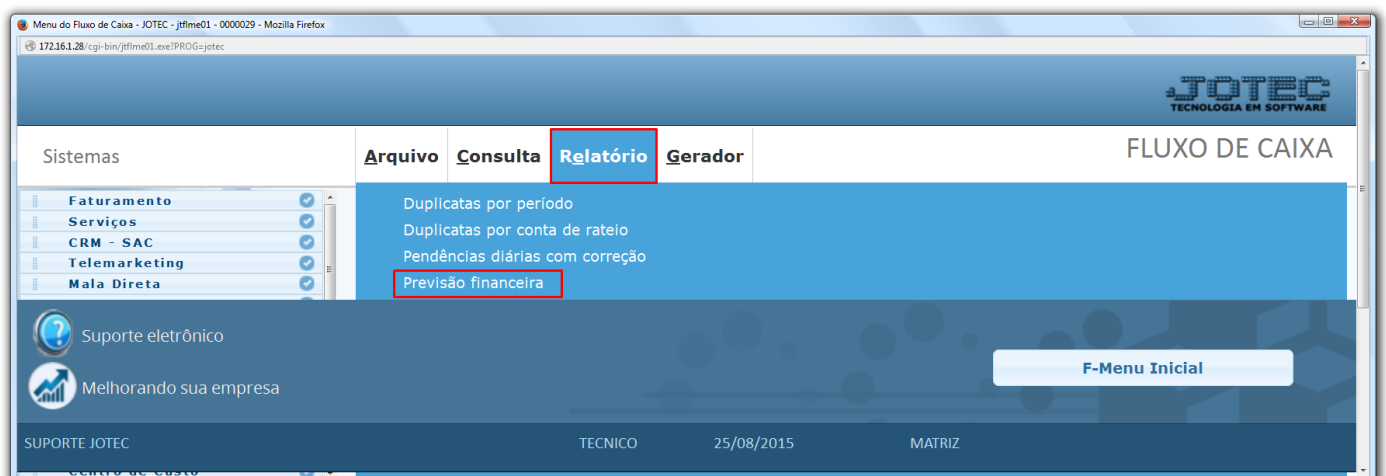 Menu do Fluxo de Caixa - JOTEC - jtflme01 - 0000029 - Mozilla Firefox
172.16.1.28/cgi-bin/jtflme01.exe?PROG=jotec
JOTEC
TECNOLOGIA EM SOFTWARE
Sistemas
Arquivo Consulta Relatório Gerador
FLUXO DE CAIXA
Faturamento
Serviços
CRM - SAC
Telemarketing
Mala Direta
Duplicatas por período
Duplicatas por conta de rateio
Pendências diárias com correção
Previsão financeira
Suporte eletrônico
Melhorando sua empresa
F-Menu Inicial
SUPORTE JOTEC TECNICO 25/08/2015 MATRIZ
Centro de Custo